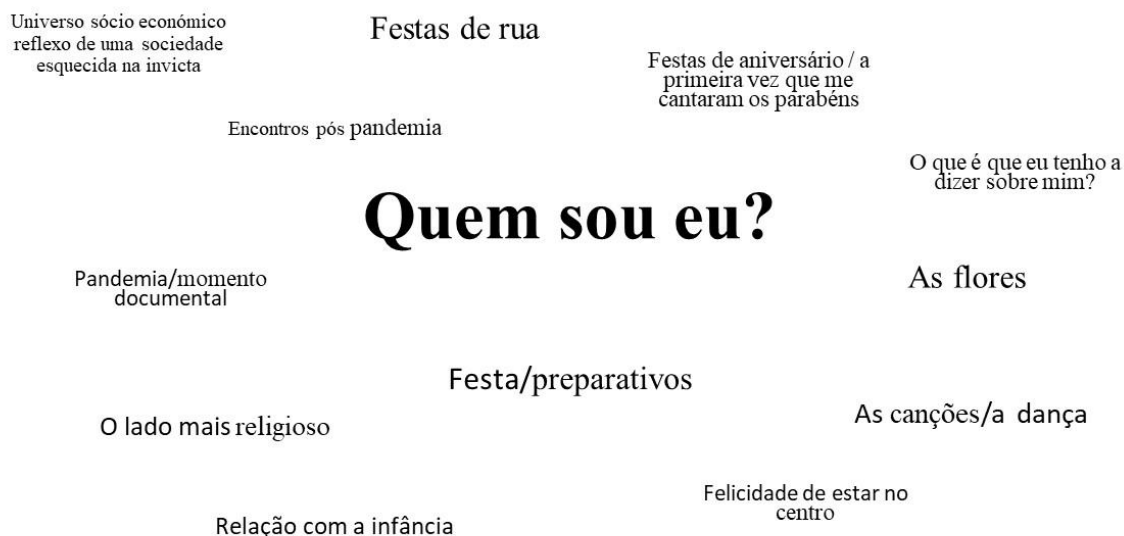 Universo sócio económico
reflexo de uma sociedade
esquecida na invicta
Festas de rua
Festas de aniversário / a
primeira vez que me
cantaram os parabéns
Encontros pós pandemia
O que é que eu tenho a
dizer sobre mim?
Quem sou eu?
Pandemia/momento
documental
As flores
Festa/preparativos
O lado mais religioso
As canções/a dança
Felicidade de estar no
centro
Relação com a infância